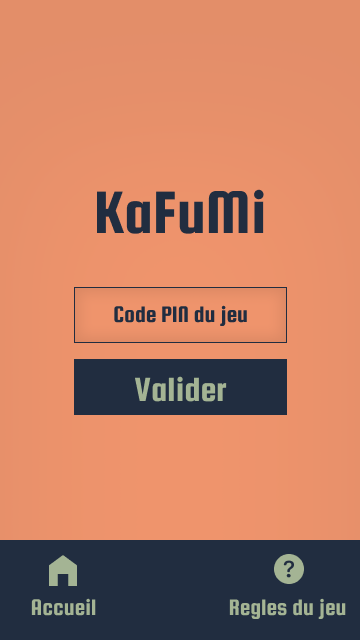 KaFuMi
Code PIN du jeu
Valider
?
Accueil
Regles du jeu